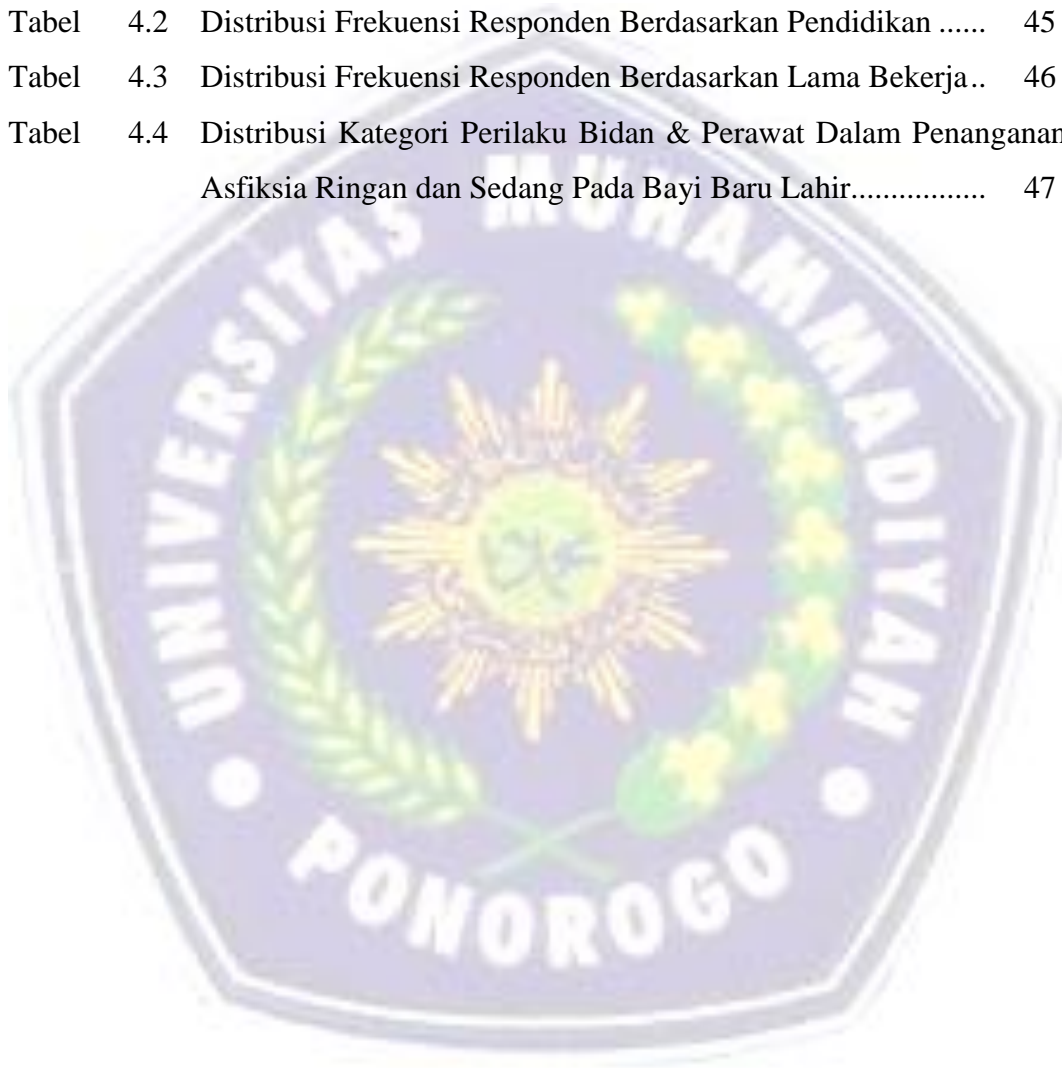 Tabel 4.2 Distribusi Frekuensi Responden Berdasarkan Pendidikan ...... 45
Tabel 4.3 Distribusi Frekuensi Responden Berdasarkan Lama Bekerja.. 46
Tabel 4.4 Distribusi Kategori Perilaku Bidan & Perawat Dalam Penanganan
Asfiksia Ringan dan Sedang Pada Bayi Baru Lahir................. 47
UNIVERSITAS MUHAMMADIYAH
PONOROGO